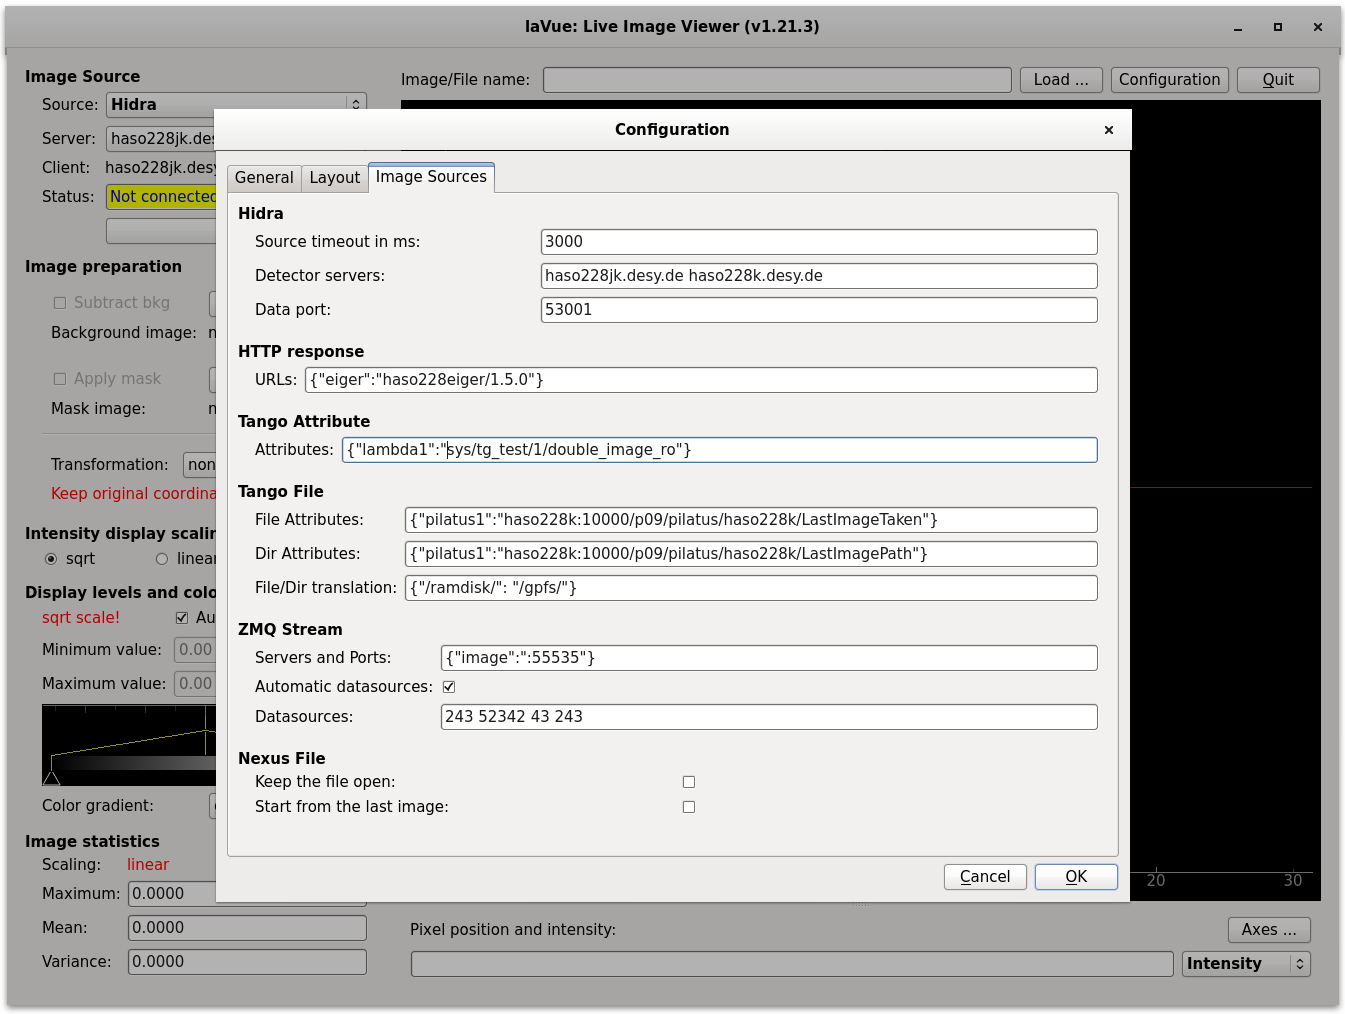 laVue: Live Image Viewer (v1.21.3)
Image Source
Image/File name: Load ... Configuration Quit
Source: Hidra
Server: haso228jk.des
Client: haso228jk.desy
Status: Not connected
Image preparation
Subtract bkg
Background image:
Apply mask
Mask image:
Transformation: non
Keep original coordina
Intensity display scalin
sqrt linear
Display levels and colo
sqrt scale! Au
Minimum value: 0.00
Maximum value: 0.00
Color gradient:
Image statistics
Scaling: linear
Maximum: 0.0000
Mean: 0.0000
Variance: 0.0000
Configuration
General Layout Image Sources
Hidra
Source timeout in ms: 3000
Detector servers: haso228jk.desy.de haso228k.desy.de
Data port: 53001
HTTP response
URLs: {"eiger":"haso228eiger/1.5.0"}
Tango Attribute
Attributes: {"lambda1":"sys/tg_test/1/double_image_ro"}
Tango File
File Attributes: {"pilatus1":"haso228k:10000/p09/pilatus/haso228k/LastImageTaken"}
Dir Attributes: {"pilatus1":"haso228k:10000/p09/pilatus/haso228k/LastImagePath"}
File/Dir translation: {"/ramdisk/": "/gpfs/"}
ZMQ Stream
Servers and Ports: {"image":":55535"}
Automatic datasources:
Datasources: 243 52342 43 243
Nexus File
Keep the file open:
Start from the last image:
Cancel OK
20 30
Pixel position and intensity: Axes ...
Intensity